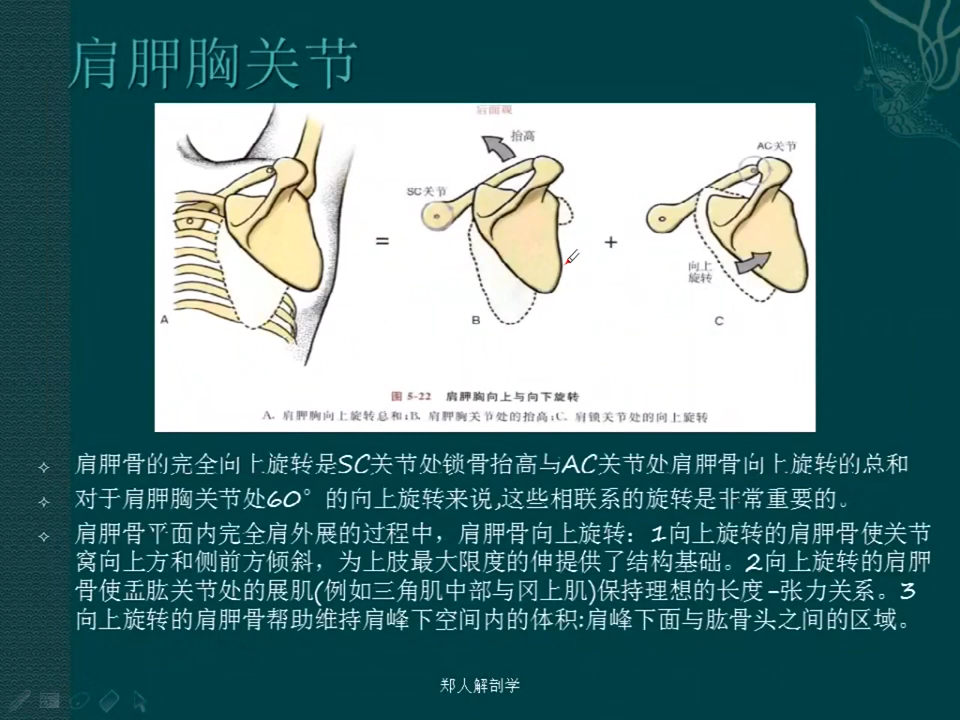 肩胛胸关节
后面观
抬高
AC关节
SC关节
=
+
向上
旋转
A
B
C
图 5-22 肩胛胸向上与向下旋转
A. 肩胛胸向上旋转总和;B. 肩胛胸关节处的抬高;C. 肩锁关节处的向上旋转
肩胛骨的完全向上旋转是SC关节处锁骨抬高与AC关节处肩胛骨向上旋转的总和
对于肩胛胸关节处60°的向上旋转来说,这些相联系的旋转是非常重要的。
肩胛骨平面内完全肩外展的过程中，肩胛骨向上旋转：1向上旋转的肩胛骨使关节
窝向上方和侧前方倾斜，为上肢最大限度的伸提供了结构基础。2向上旋转的肩胛
骨使盂肱关节处的展肌(例如三角肌中部与冈上肌)保持理想的长度-张力关系。3
向上旋转的肩胛骨帮助维持肩峰下空间内的体积:肩峰下面与肱骨头之间的区域。
郑人解剖学